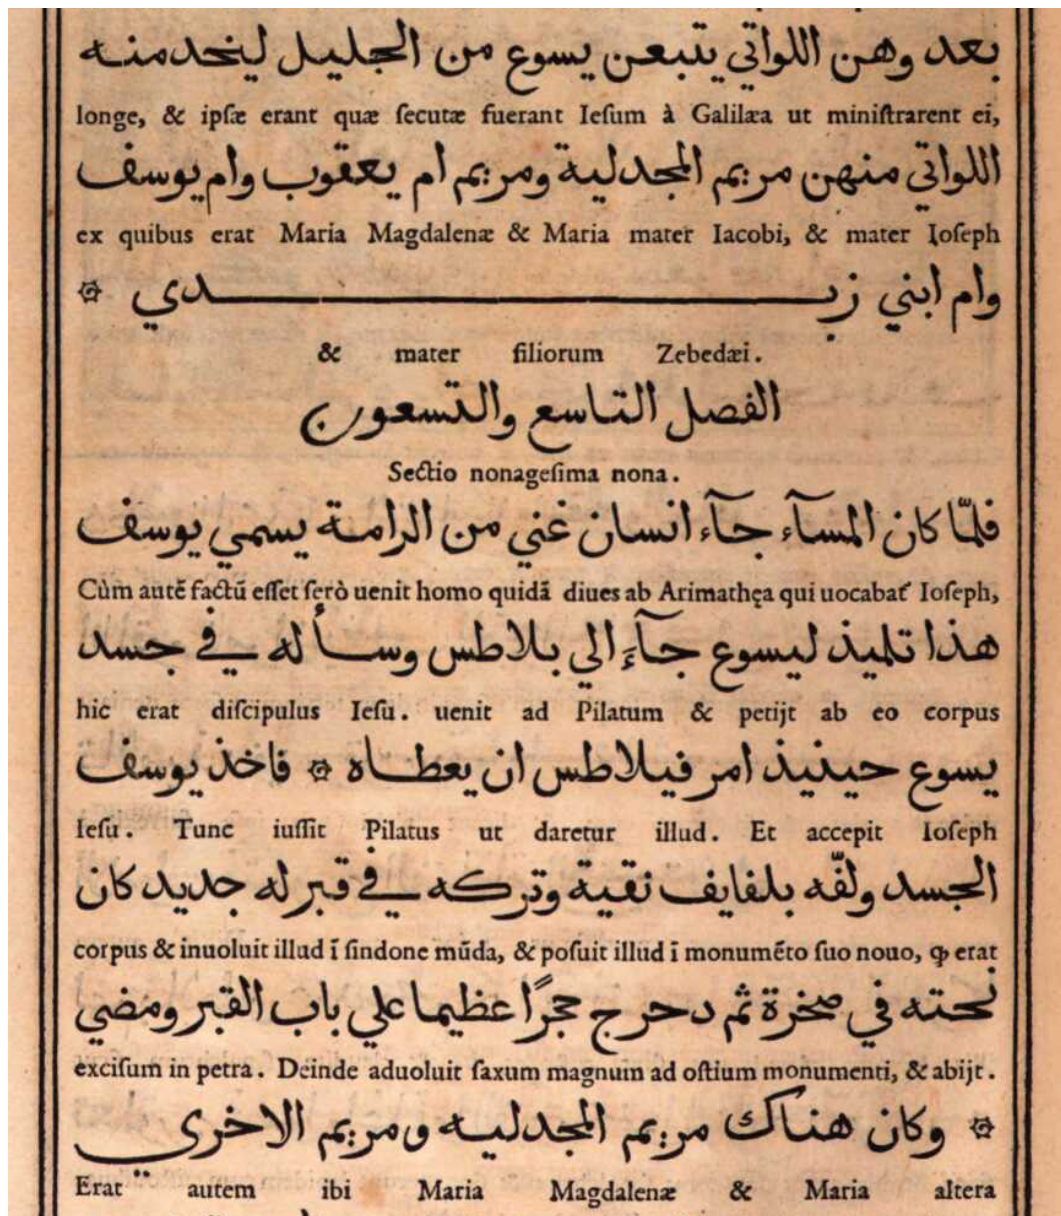 بعد وهن اللواتي يتبعن يسوع من الجليل ليخدمنه
longe, & ipſæ erant quæ ſecutæ fuerant Ieſum à Galilæa ut miniſtrarent ei,
اللواتي منهن مريم المجدلية ومريم ام يعقوب وام يوسف
ex quibus erat Maria Magdalenæ & Maria mater Iacobi, & mater Ioſeph
وام ابني زبـــــــــــدي ۞
& mater filiorum Zebedæi.
الفصل التاسع والتسعون
Sectio nonageſima nona.
فلمّا كان المسآء جآء انسان غني من الرامة يسمي يوسف
Cùm autẽ factũ eſſet ſerò uenit homo quidã diues ab Arimathęa qui uocabat᷑ Ioſeph,
هذا تلميذ ليسوع جآءَ الي بلاطس وسأله في جسد
hic erat diſcipulus Ieſu. uenit ad Pilatum & petijt ab eo corpus
يسوع حينيذ امر فيلاطس ان يعطاه ۞ فاخذ يوسف
Ieſu. Tunc iuſſit Pilatus ut daretur illud. Et accepit Ioſeph
الجسد ولفّه بلفايف نقية وتركه في قبر له جديد كان
corpus & inuoluit illud ĩ ſindone mũda, & poſuit illud ĩ monumẽto ſuo nouo, ꝙ erat
نحته في صخرة ثم دحرج حجرًا عظيما علي باب القبر ومضي
exciſum in petra. Deinde aduoluit ſaxum magnum ad oſtium monumenti, & abijt.
۞ وكان هناك مريم المجدليه ومريم الاخري
Erat autem ibi Maria Magdalenæ & Maria altera